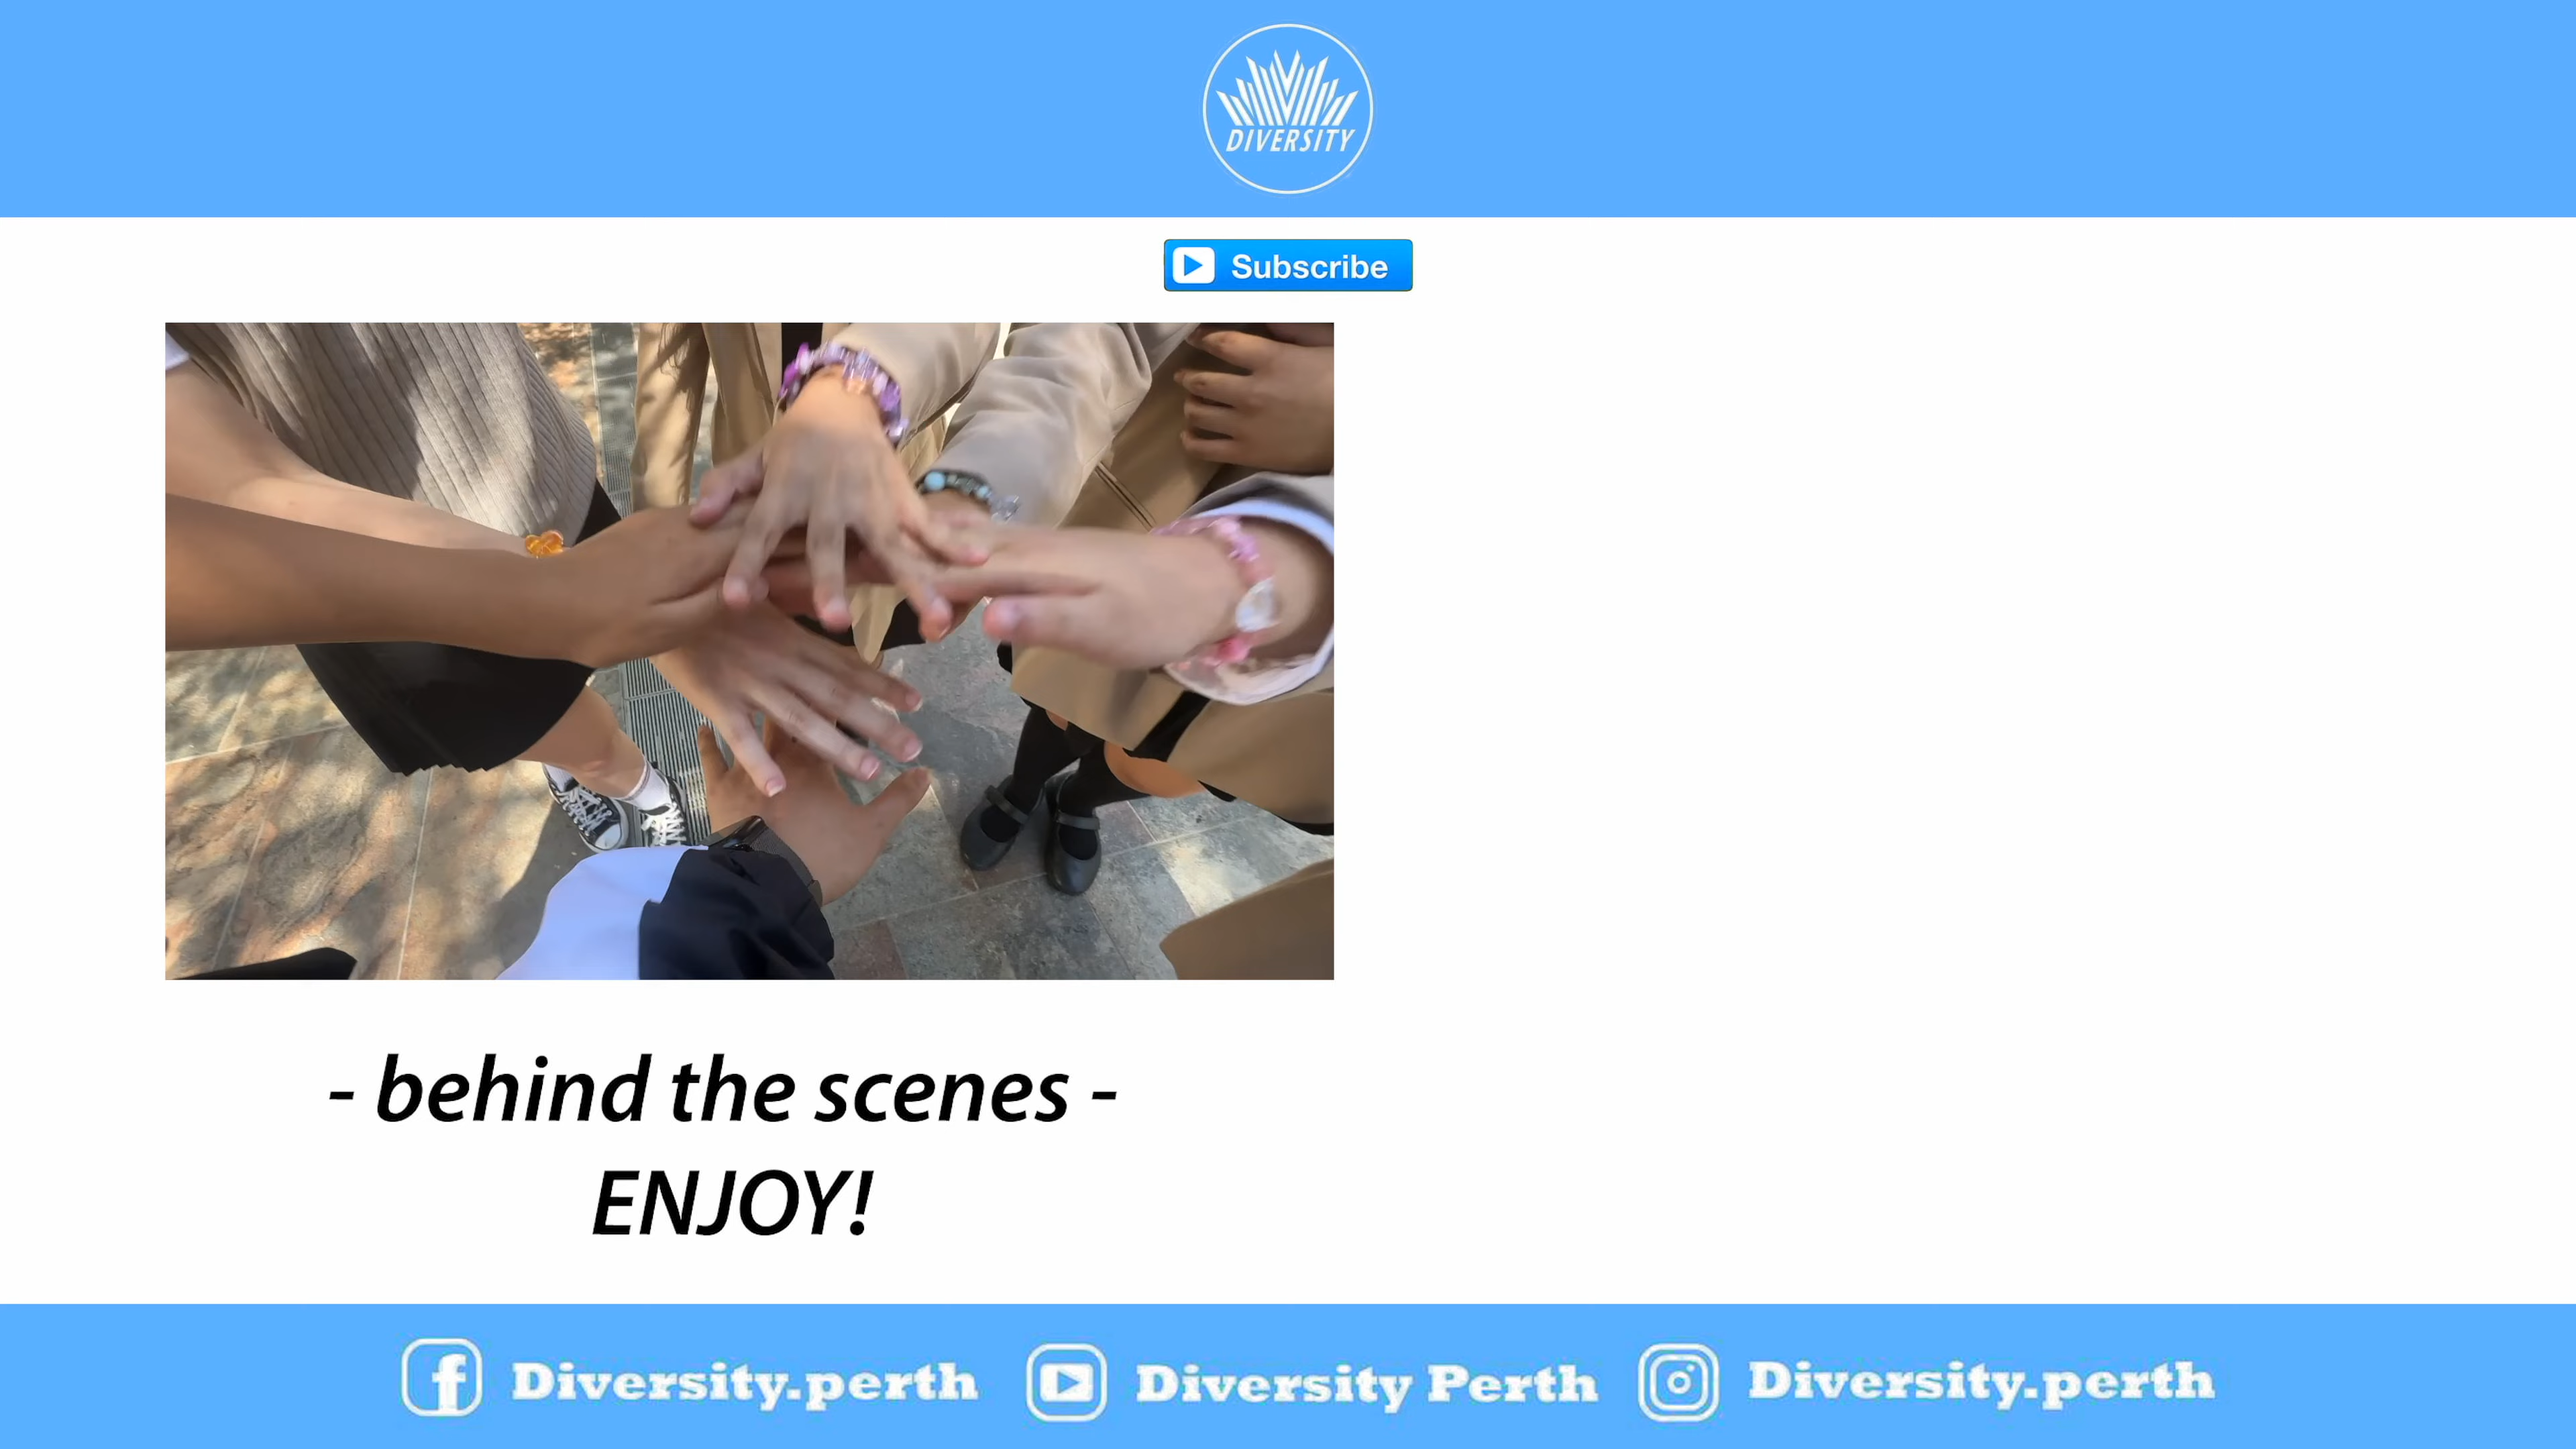 DIVERSITY
Subscribe
- behind the scenes -
ENJOY!
Diversity.perth
Diversity Perth
Diversity.perth